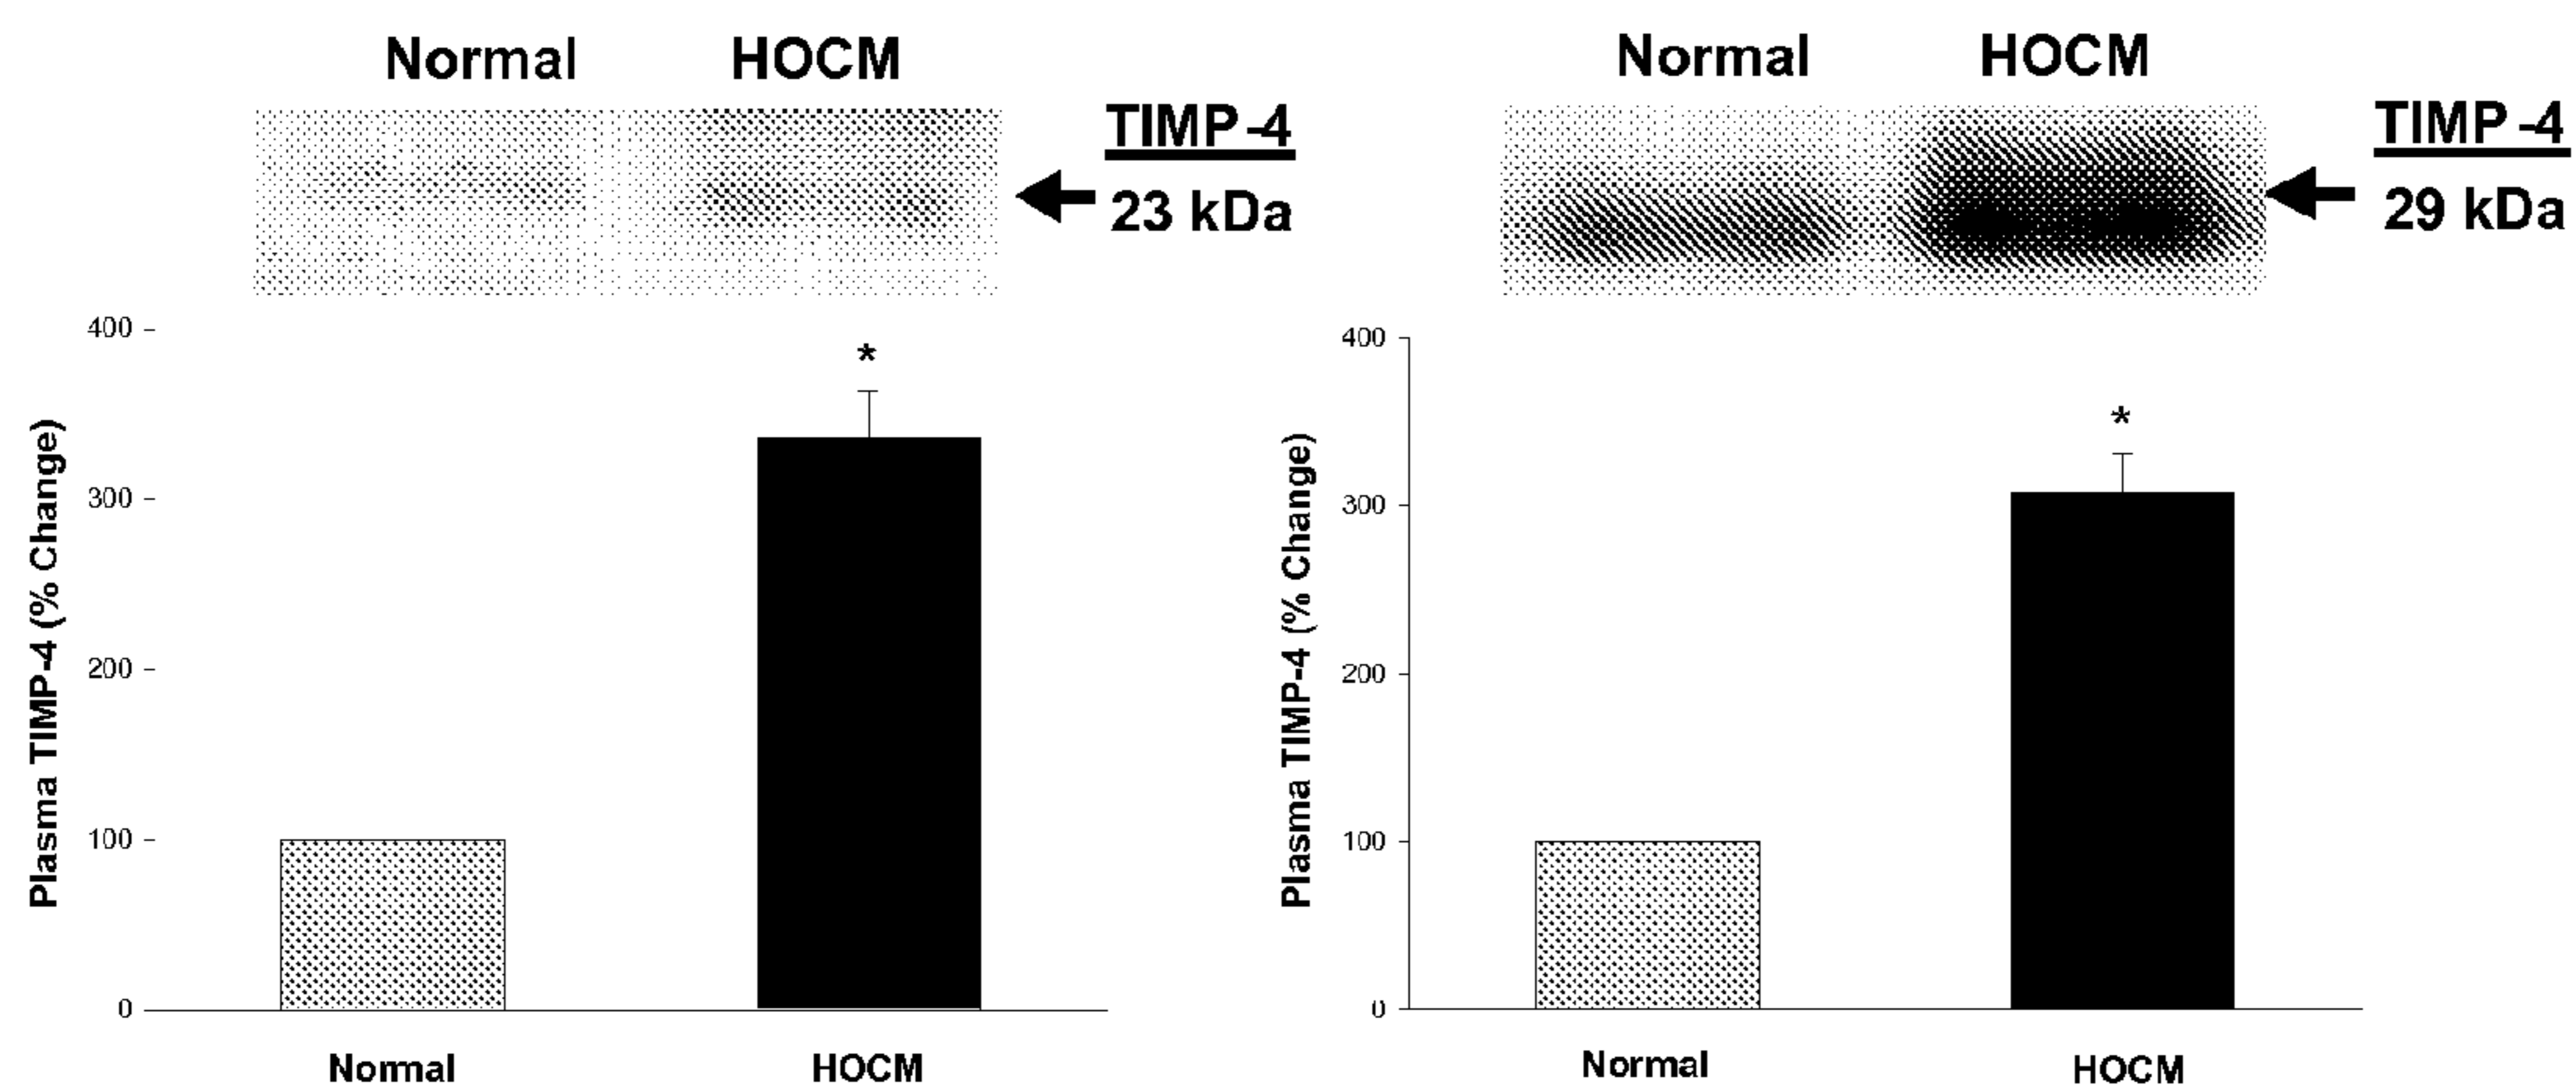 Normal HOCM
TIMP-4
23 kDa
400
*
300
200
100
0
Plasma TIMP-4 (% Change)
Normal HOCM
Normal HOCM
TIMP-4
29 kDa
400
*
300
200
100
0
Plasma TIMP-4 (% Change)
Normal HOCM